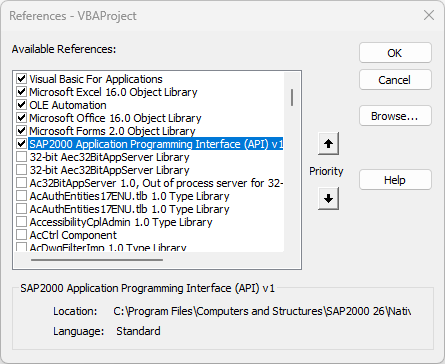 References - VBAProject
Available References:
Visual Basic For Applications
Microsoft Excel 16.0 Object Library
OLE Automation
Microsoft Office 16.0 Object Library
Microsoft Forms 2.0 Object Library
SAP2000 Application Programming Interface (API) v1
32-bit Aec32BitAppServer Library
32-bit Aec32BitAppServer Library
Ac32BitAppServer 1.0, Out of process server for 32-
AcAuthEntities17ENU.tlb 1.0 Type Library
AcAuthEntities17ENU.tlb 1.0 Type Library
AccessibilityCplAdmin 1.0 Type Library
AcCtrl Component
AcDwgFilterImp 1.0 Type Library
OK
Cancel
Browse...
Priority
Help
SAP2000 Application Programming Interface (API) v1
Location: C:\Program Files\Computers and Structures\SAP2000 26\Nativ
Language: Standard